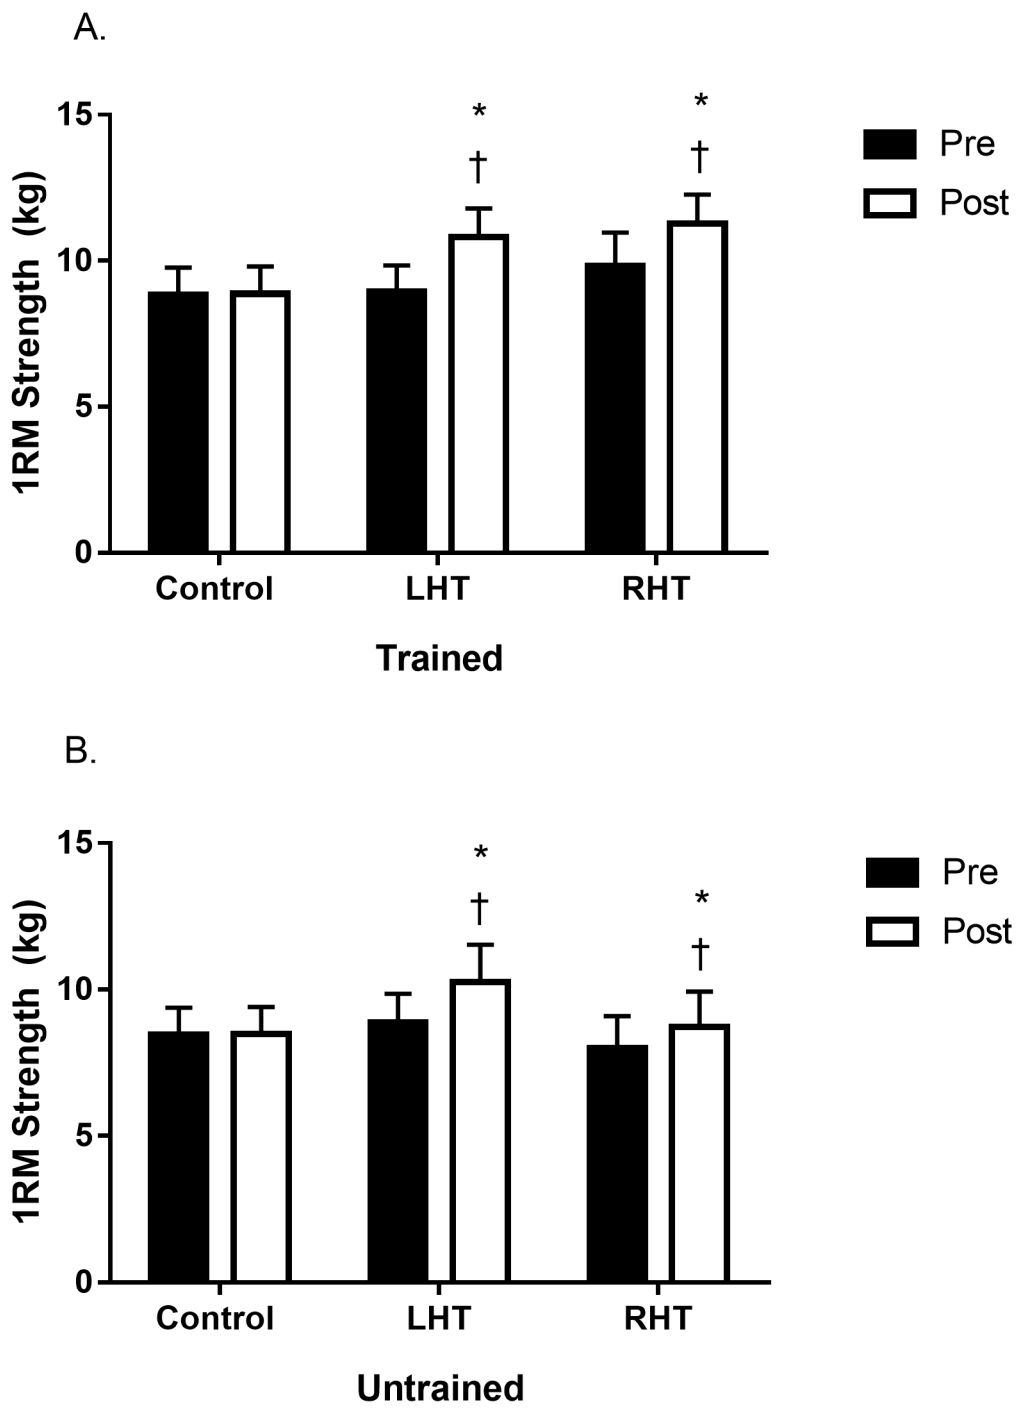 A.
1RM Strength (kg)
15
10
5
0
*
†
*
†
Pre
Post
Control
LHT
RHT
Trained
B.
1RM Strength (kg)
15
10
5
0
*
†
*
†
Pre
Post
Control
LHT
RHT
Untrained